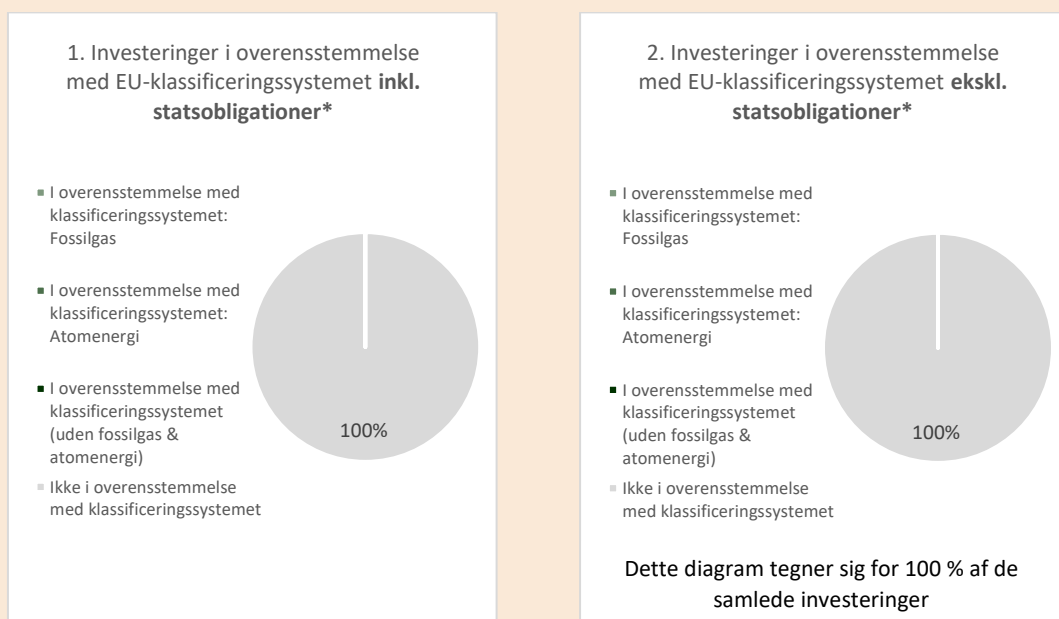 1. Investeringer i overensstemmelse
med EU-klassificeringssystemet inkl.
statsobligationer*
I overensstemmelse med
klassificeringssystemet:
Fossilgas
I overensstemmelse med
klassificeringssystemet:
Atomenergi
I overensstemmelse med
klassificeringssystemet
(uden fossilgas &
atomenergi)
Ikke i overensstemmelse
med klassificeringssystemet
100%
2. Investeringer i overensstemmelse
med EU-klassificeringssystemet ekskl.
statsobligationer*
I overensstemmelse med
klassificeringssystemet:
Fossilgas
I overensstemmelse med
klassificeringssystemet:
Atomenergi
I overensstemmelse med
klassificeringssystemet
(uden fossilgas &
atomenergi)
Ikke i overensstemmelse
med klassificeringssystemet
100%
Dette diagram tegner sig for 100 % af de
samlede investeringer